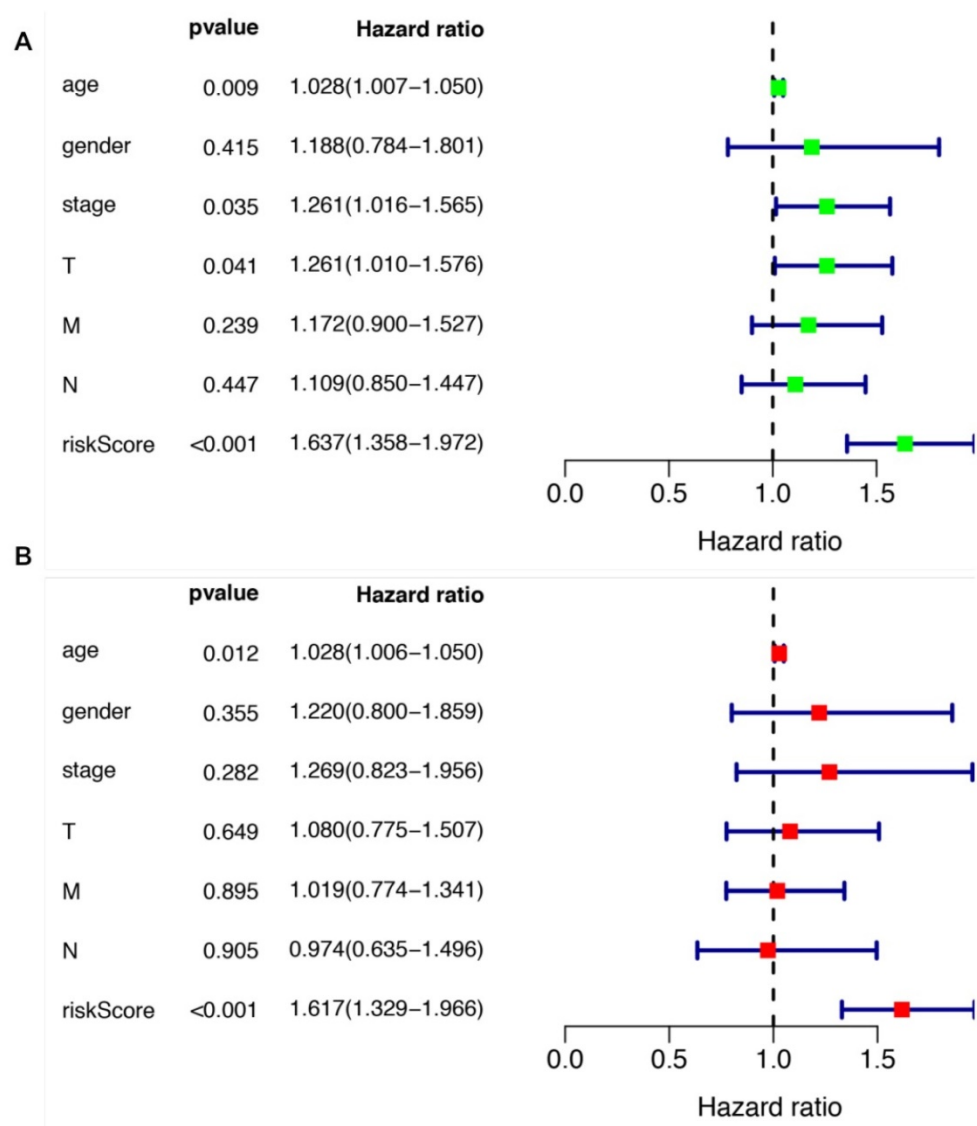 A
pvalue Hazard ratio
age 0.009 1.028(1.007–1.050)
gender 0.415 1.188(0.784–1.801)
stage 0.035 1.261(1.016–1.565)
T 0.041 1.261(1.010–1.576)
M 0.239 1.172(0.900–1.527)
N 0.447 1.109(0.850–1.447)
riskScore <0.001 1.637(1.358–1.972)
0.0 0.5 1.0 1.5
Hazard ratio
B
pvalue Hazard ratio
age 0.012 1.028(1.006–1.050)
gender 0.355 1.220(0.800–1.859)
stage 0.282 1.269(0.823–1.956)
T 0.649 1.080(0.775–1.507)
M 0.895 1.019(0.774–1.341)
N 0.905 0.974(0.635–1.496)
riskScore <0.001 1.617(1.329–1.966)
0.0 0.5 1.0 1.5
Hazard ratio